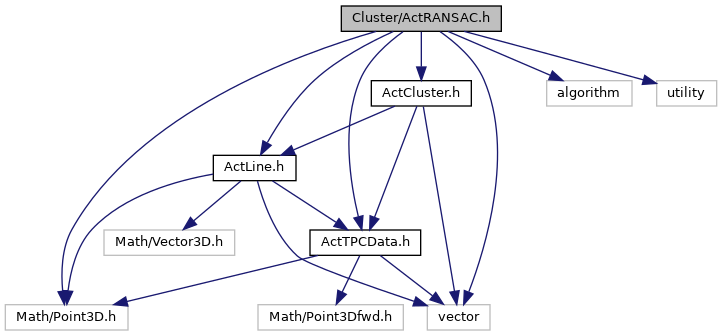 Cluster/ActRANSAC.h
ActCluster.h
algorithm
utility
ActLine.h
Math/Vector3D.h
ActTPCData.h
Math/Point3D.h
Math/Point3Dfwd.h
vector